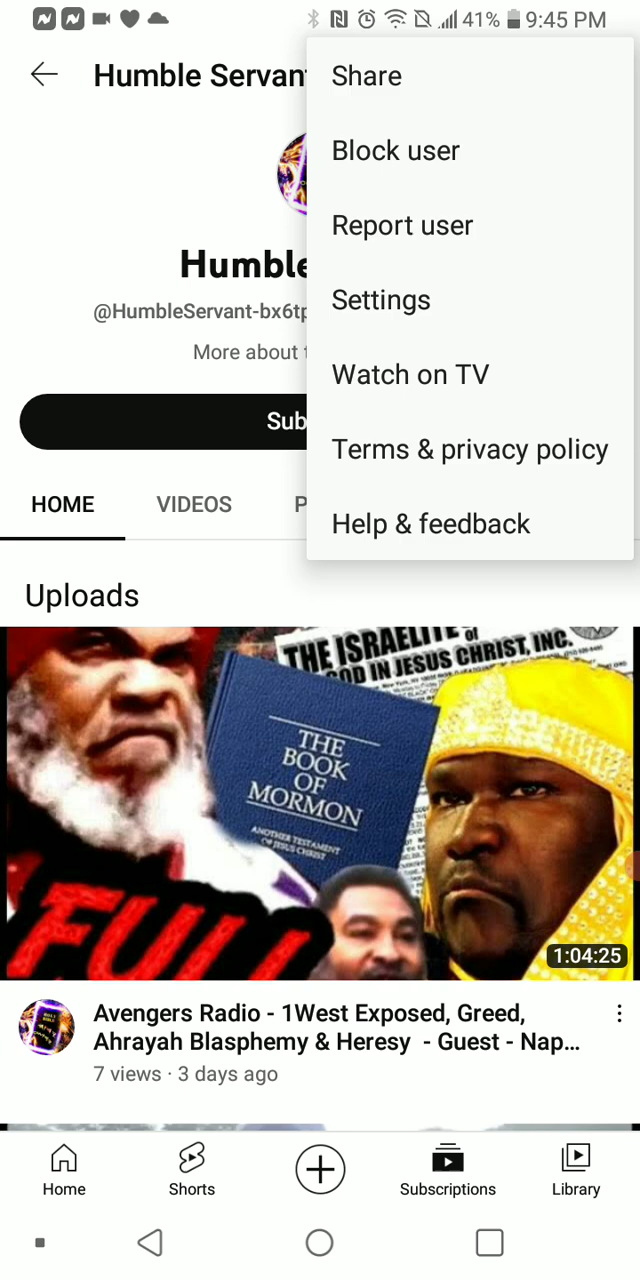 41% 9:45 PM
Humble Servan
Share
Block user
Report user
Settings
Watch on TV
Terms & privacy policy
Help & feedback
Humble
@HumbleServant-bx6tp
More about
Sub
HOME VIDEOS P
Uploads
THE ISRAELITE of
GOD IN JESUS CHRIST, INC.
THE
BOOK
OF
MORMON
ANOTHER TESTAMENT
OF JESUS CHRIST
FULL
1:04:25
Avengers Radio - 1West Exposed, Greed,
Ahrayah Blasphemy & Heresy - Guest - Nap...
7 views · 3 days ago
Home Shorts Subscriptions Library